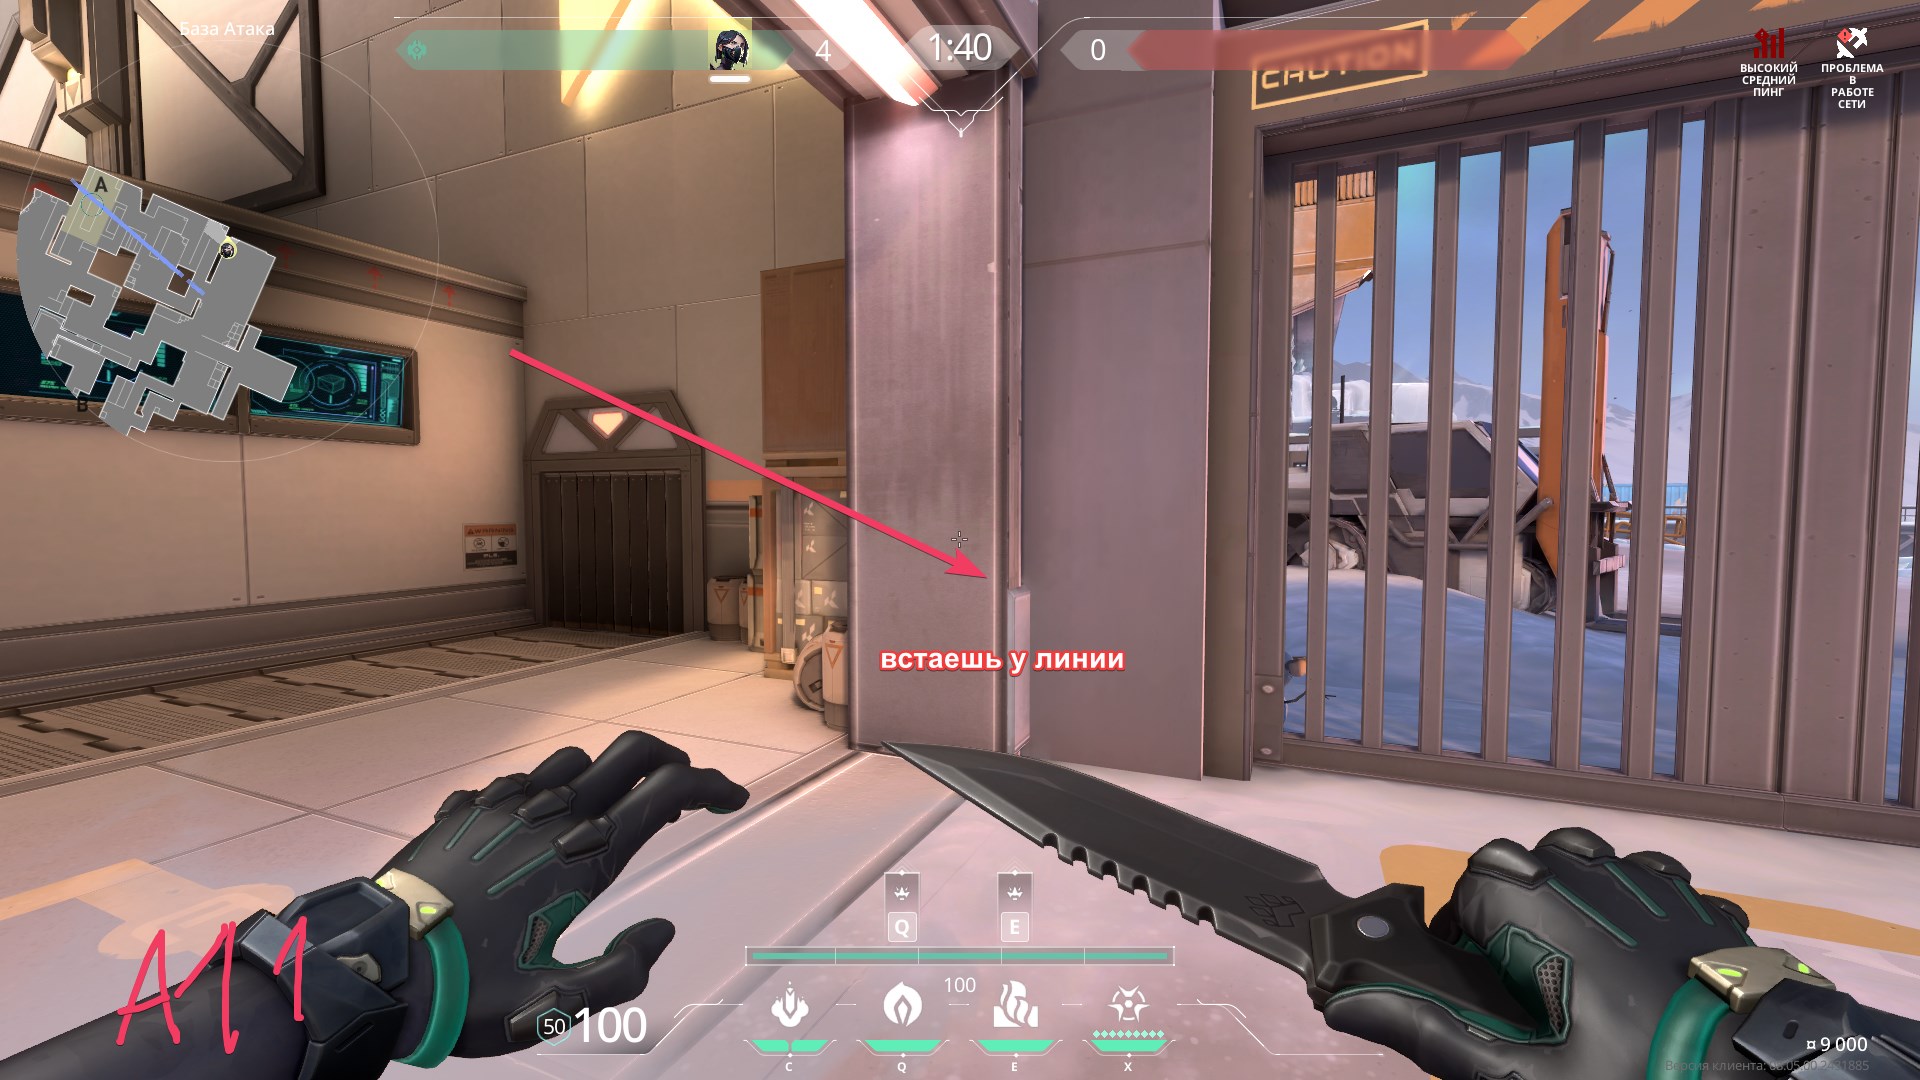 База Атака
4
1:40
0
CAUTION
ВЫСОКИЙ
СРЕДНИЙ
ПИНГ
ПРОБЛЕМА
В
РАБОТЕ
СЕТИ
A
B
встаешь у линии
Q
E
A11
50
100
100
C
Q
E
X
¤ 9 000